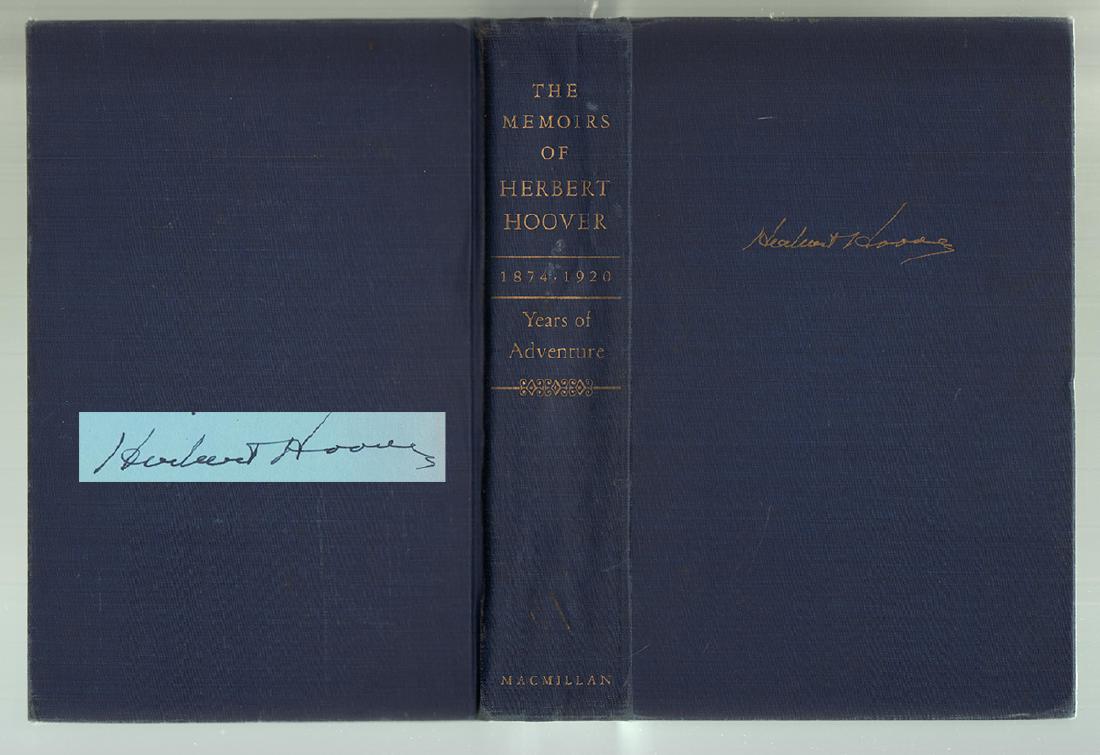 THE
MEMOIRS
OF
HERBERT
HOOVER
1874·1920
Years of
Adventure
MACMILLAN
Herbert Hoover
Herbert Hoover